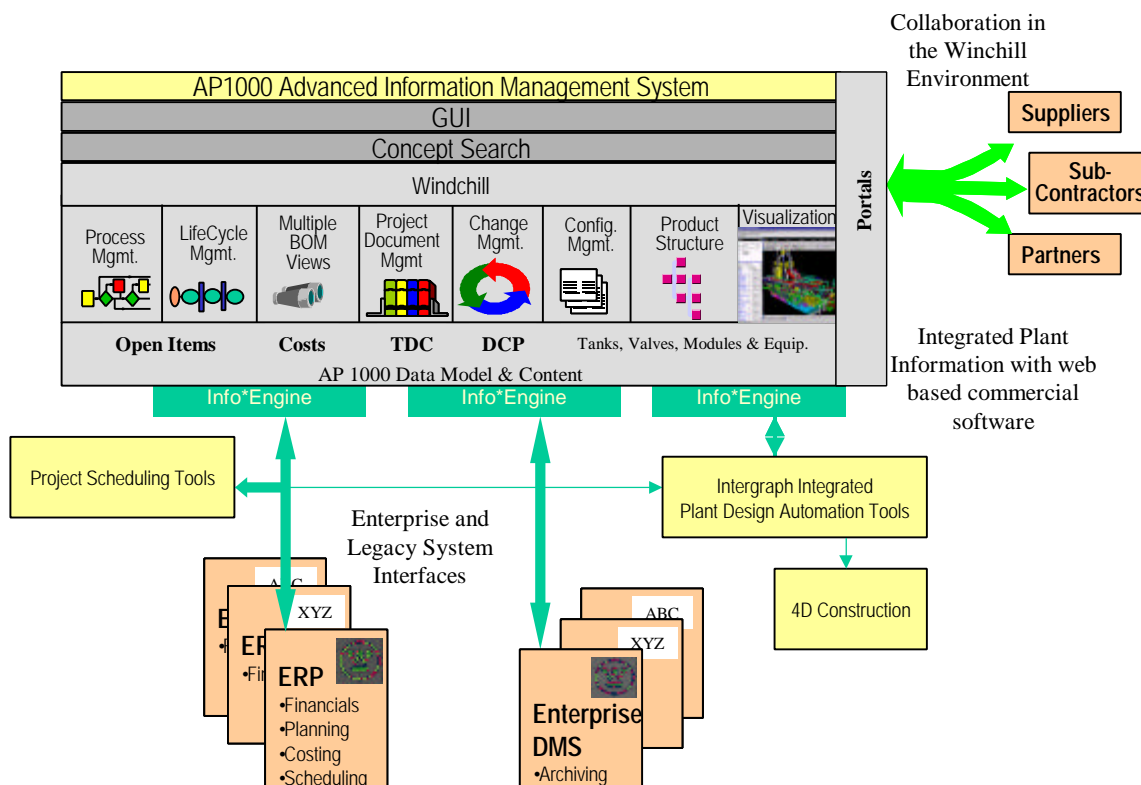 Collaboration in
the Winchill
Environment
AP1000 Advanced Information Management System
GUI
Concept Search
Windchill
Portals
Suppliers
Sub-
Contractors
Partners
Process
Mgmt.
LifeCycle
Mgmt.
Multiple
BOM
Views
Project
Document
Mgmt
Change
Mgmt.
Config.
Mgmt.
Product
Structure
Visualization
Open Items
Costs
TDC
DCP
Tanks, Valves, Modules & Equip.
AP 1000 Data Model & Content
Integrated Plant
Information with web
based commercial
software
Info*Engine
Info*Engine
Info*Engine
Project Scheduling Tools
Intergraph Integrated
Plant Design Automation Tools
Enterprise and
Legacy System
Interfaces
4D Construction
ABC
XYZ
ERP
•Financials
•Planning
•Costing
•Scheduling
ABC
XYZ
Enterprise
DMS
•Archiving